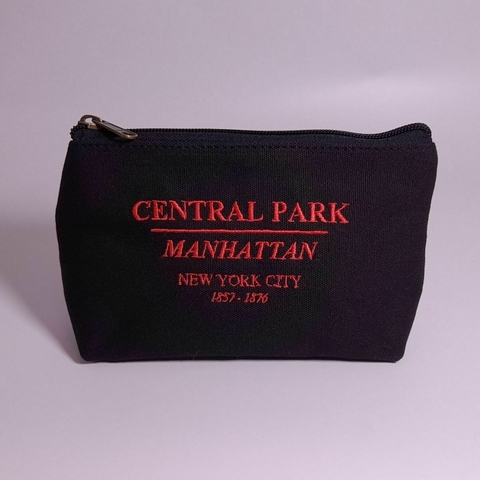 CENTRAL PARK
MANHATTAN
NEW YORK CITY
1857 - 1876